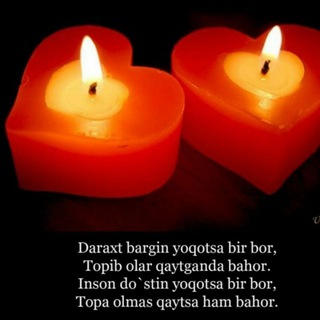 Daraxt bargin yoqotsa bir bor,
Topib olar qaytganda bahor.
Inson do`stin yoqotsa bir bor,
Topa olmas qaytsa ham bahor.